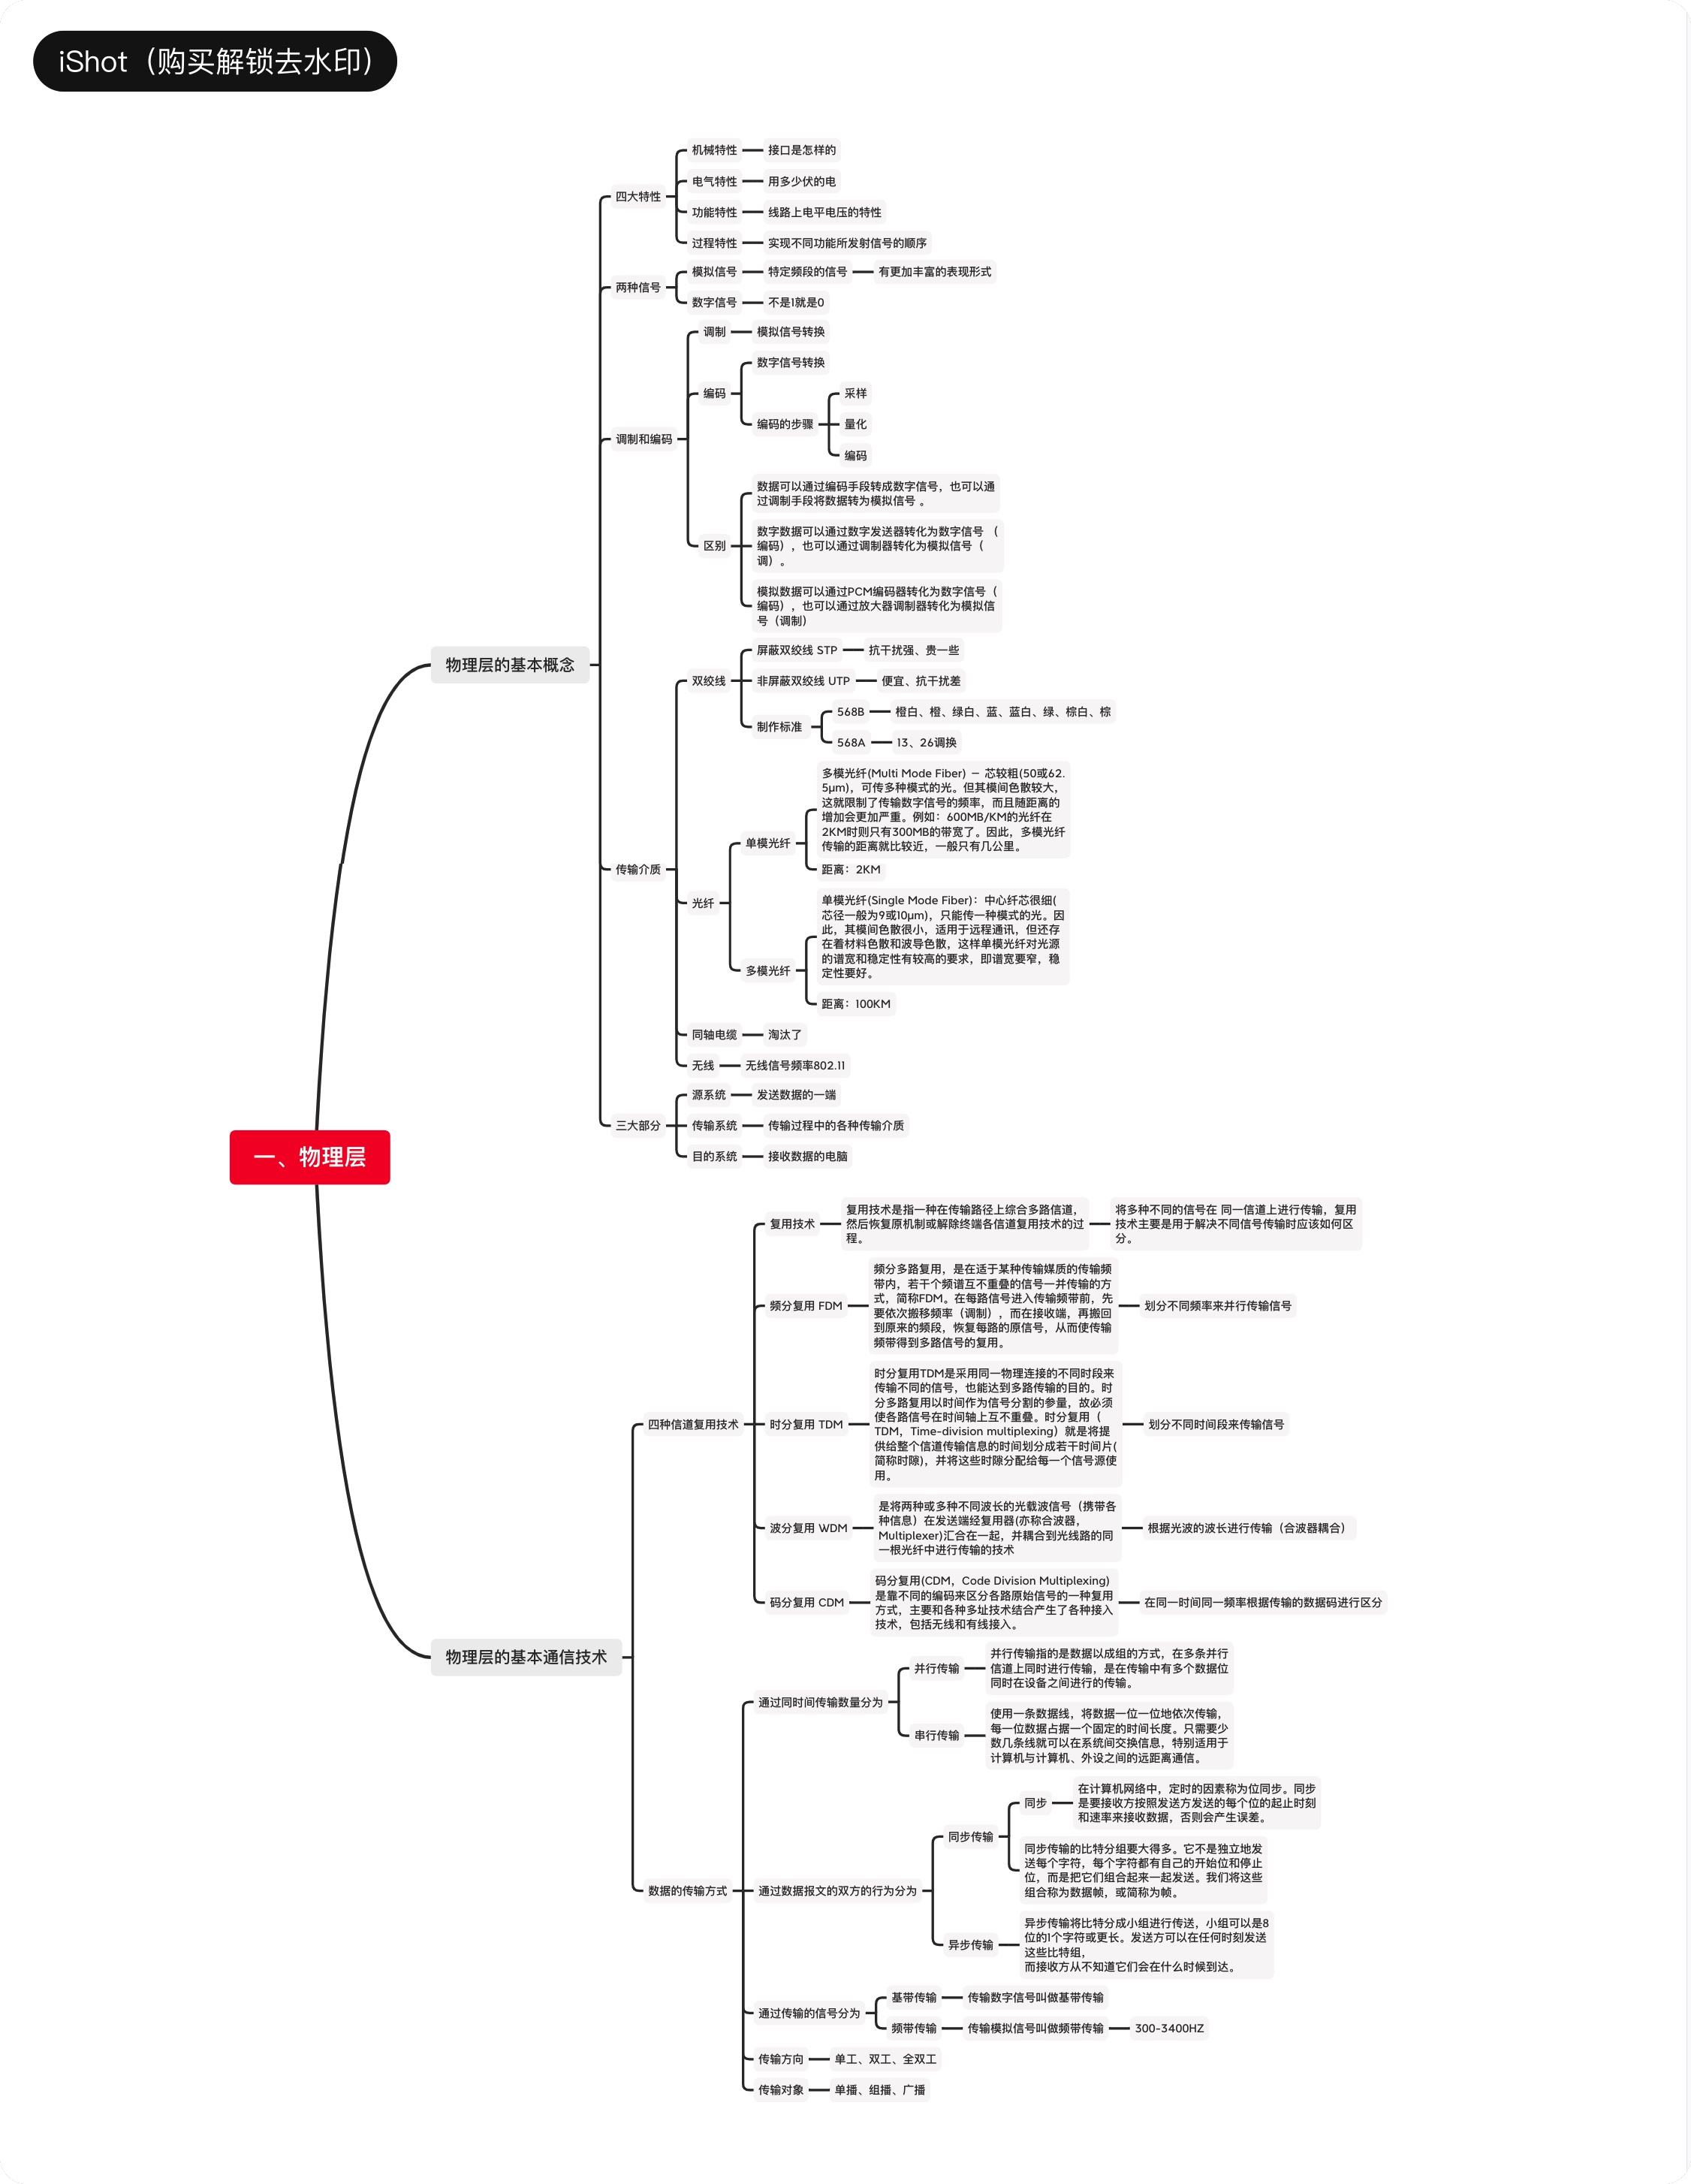 iShot（购买解锁去水印）
一、物理层
物理层的基本概念
四大特性
机械特性
接口是怎样的
电气特性
用多少伏的电
功能特性
线路上电平电压的特性
过程特性
实现不同功能所发射信号的顺序
两种信号
模拟信号
特定频段的信号
有更加丰富的表现形式
数字信号
不是1就是0
调制和编码
调制
模拟信号转换
编码
数字信号转换
编码的步骤
采样
量化
编码
区别
数据可以通过编码手段转成数字信号，也可以通
过调制手段将数据转为模拟信号 。
数字数据可以通过数字发送器转化为数字信号 （
编码），也可以通过调制器转化为模拟信号（
调）。
模拟数据可以通过PCM编码器转化为数字信号（
编码），也可以通过放大器调制器转化为模拟信
号（调制）
传输介质
双绞线
屏蔽双绞线 STP
抗干扰强、贵一些
非屏蔽双绞线 UTP
便宜、抗干扰差
制作标准
568B
橙白、橙、绿白、蓝、蓝白、绿、棕白、棕
568A
13、26调换
光纤
单模光纤
多模光纤(Multi Mode Fiber) － 芯较粗(50或62.
5μm)，可传多种模式的光。但其模间色散较大，
这就限制了传输数字信号的频率，而且随距离的
增加会更加严重。例如：600MB/KM的光纤在
2KM时则只有300MB的带宽了。因此，多模光纤
传输的距离就比较近，一般只有几公里。
距离：2KM
多模光纤
单模光纤(Single Mode Fiber)：中心纤芯很细(
芯径一般为9或10μm)，只能传一种模式的光。因
此，其模间色散很小，适用于远程通讯，但还存
在着材料色散和波导色散，这样单模光纤对光源
的谱宽和稳定性有较高的要求，即谱宽要窄，稳
定性要好。
距离：100KM
同轴电缆
淘汰了
无线
无线信号频率802.11
三大部分
源系统
发送数据的一端
传输系统
传输过程中的各种传输介质
目的系统
接收数据的电脑
物理层的基本通信技术
四种信道复用技术
复用技术
复用技术是指一种在传输路径上综合多路信道，
然后恢复原机制或解除终端各信道复用技术的过
程。
将多种不同的信号在 同一信道上进行传输，复用
技术主要是用于解决不同信号传输时应该如何区
分。
频分复用 FDM
频分多路复用，是在适于某种传输媒质的传输频
带内，若干个频谱互不重叠的信号一并传输的方
式，简称FDM。在每路信号进入传输频带前，先
要依次搬移频率（调制），而在接收端，再搬回
到原来的频段，恢复每路的原信号，从而使传输
频带得到多路信号的复用。
划分不同频率来并行传输信号
时分复用 TDM
时分复用TDM是采用同一物理连接的不同时段来
传输不同的信号，也能达到多路传输的目的。时
分多路复用以时间作为信号分割的参量，故必须
使各路信号在时间轴上互不重叠。时分复用（
TDM，Time-division multiplexing）就是将提
供给整个信道传输信息的时间划分成若干时间片(
简称时隙)，并将这些时隙分配给每一个信号源使
用。
划分不同时间段来传输信号
波分复用 WDM
是将两种或多种不同波长的光载波信号（携带各
种信息）在发送端经复用器(亦称合波器，
Multiplexer)汇合在一起，并耦合到光线路的同
一根光纤中进行传输的技术
根据光波的波长进行传输（合波器耦合）
码分复用 CDM
码分复用(CDM，Code Division Multiplexing)
是靠不同的编码来区分各路原始信号的一种复用
方式，主要和各种多址技术结合产生了各种接入
技术，包括无线和有线接入。
在同一时间同一频率根据传输的数据码进行区分
数据的传输方式
通过同时间传输数量分为
并行传输
并行传输指的是数据以成组的方式，在多条并行
信道上同时进行传输，是在传输中有多个数据位
同时在设备之间进行的传输。
串行传输
使用一条数据线，将数据一位一位地依次传输，
每一位数据占据一个固定的时间长度。只需要少
数几条线就可以在系统间交换信息，特别适用于
计算机与计算机、外设之间的远距离通信。
通过数据报文的双方的行为分为
同步传输
同步
在计算机网络中，定时的因素称为位同步。同步
是要接收方按照发送方发送的每个位的起止时刻
和速率来接收数据，否则会产生误差。
同步传输的比特分组要大得多。它不是独立地发
送每个字符，每个字符都有自己的开始位和停止
位，而是把它们组合起来一起发送。我们将这些
组合称为数据帧，或简称为帧。
异步传输
异步传输将比特分成小组进行传送，小组可以是8
位的1个字符或更长。发送方可以在任何时刻发送
这些比特组，
而接收方从不知道它们会在什么时候到达。
通过传输的信号分为
基带传输
传输数字信号叫做基带传输
频带传输
传输模拟信号叫做频带传输
300-3400HZ
传输方向
单工、双工、全双工
传输对象
单播、组播、广播